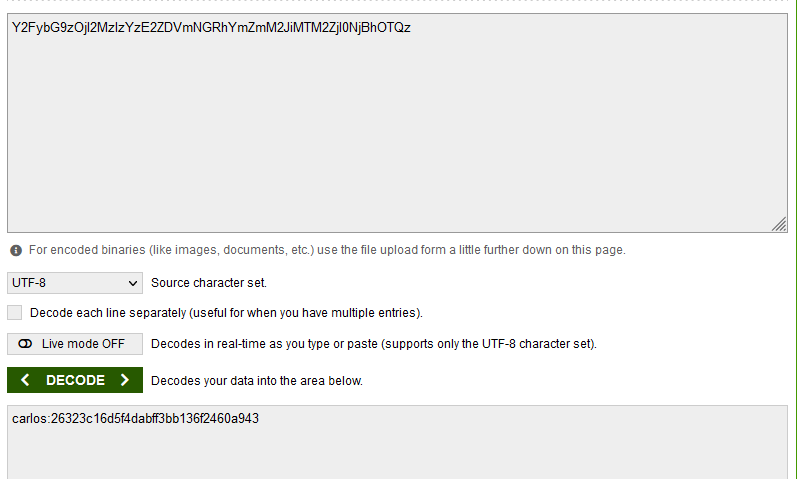 Y2FybG9zOjI2MzIzYzE2ZDVmNGRhYmZmM2JiMTM2ZjI0NjBhOTQz
For encoded binaries (like images, documents, etc.) use the file upload form a little further down on this page.
UTF-8 Source character set.
Decode each line separately (useful for when you have multiple entries).
Live mode OFF Decodes in real-time as you type or paste (supports only the UTF-8 character set).
< DECODE > Decodes your data into the area below.
carlos:26323c16d5f4dabff3bb136f2460a943